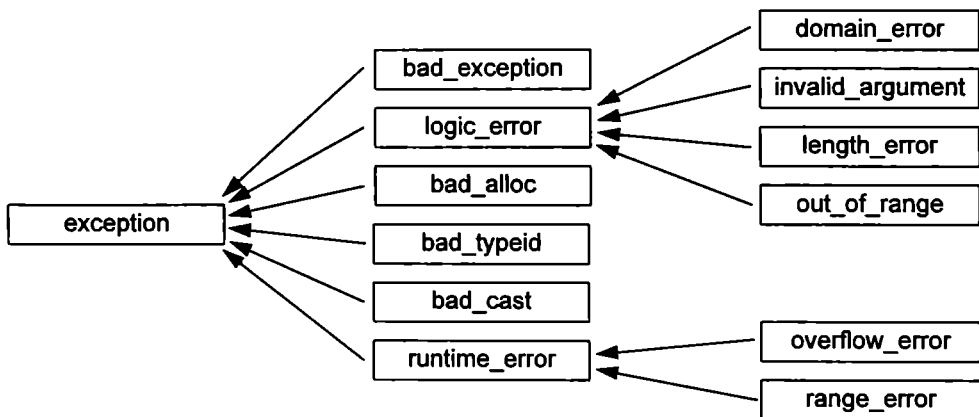 exception
bad_exception
logic_error
bad_alloc
bad_typeid
bad_cast
runtime_error
domain_error
invalid_argument
length_error
out_of_range
overflow_error
range_error